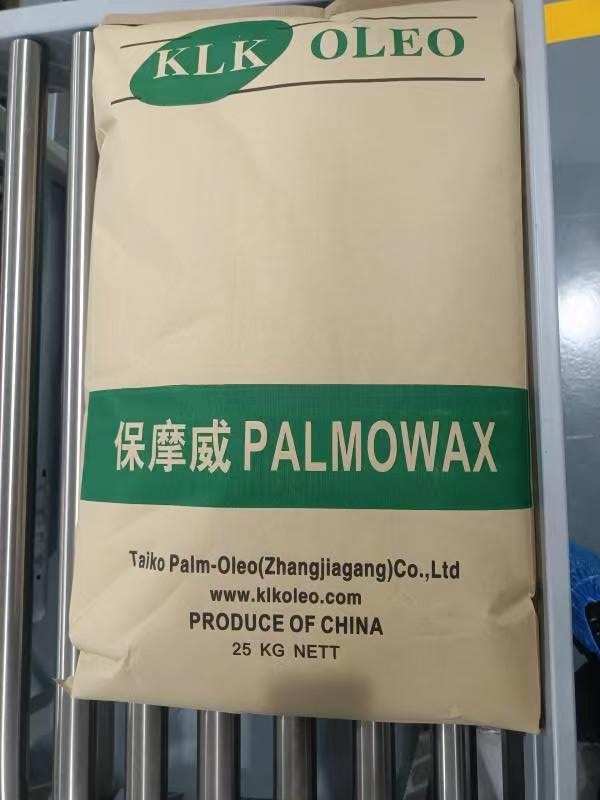 KLK OLEO
保摩威 PALMOWAX
Taiko Palm-Oleo(Zhangjiagang)Co.,Ltd
www.klkoleo.com
PRODUCE OF CHINA
25 KG NETT